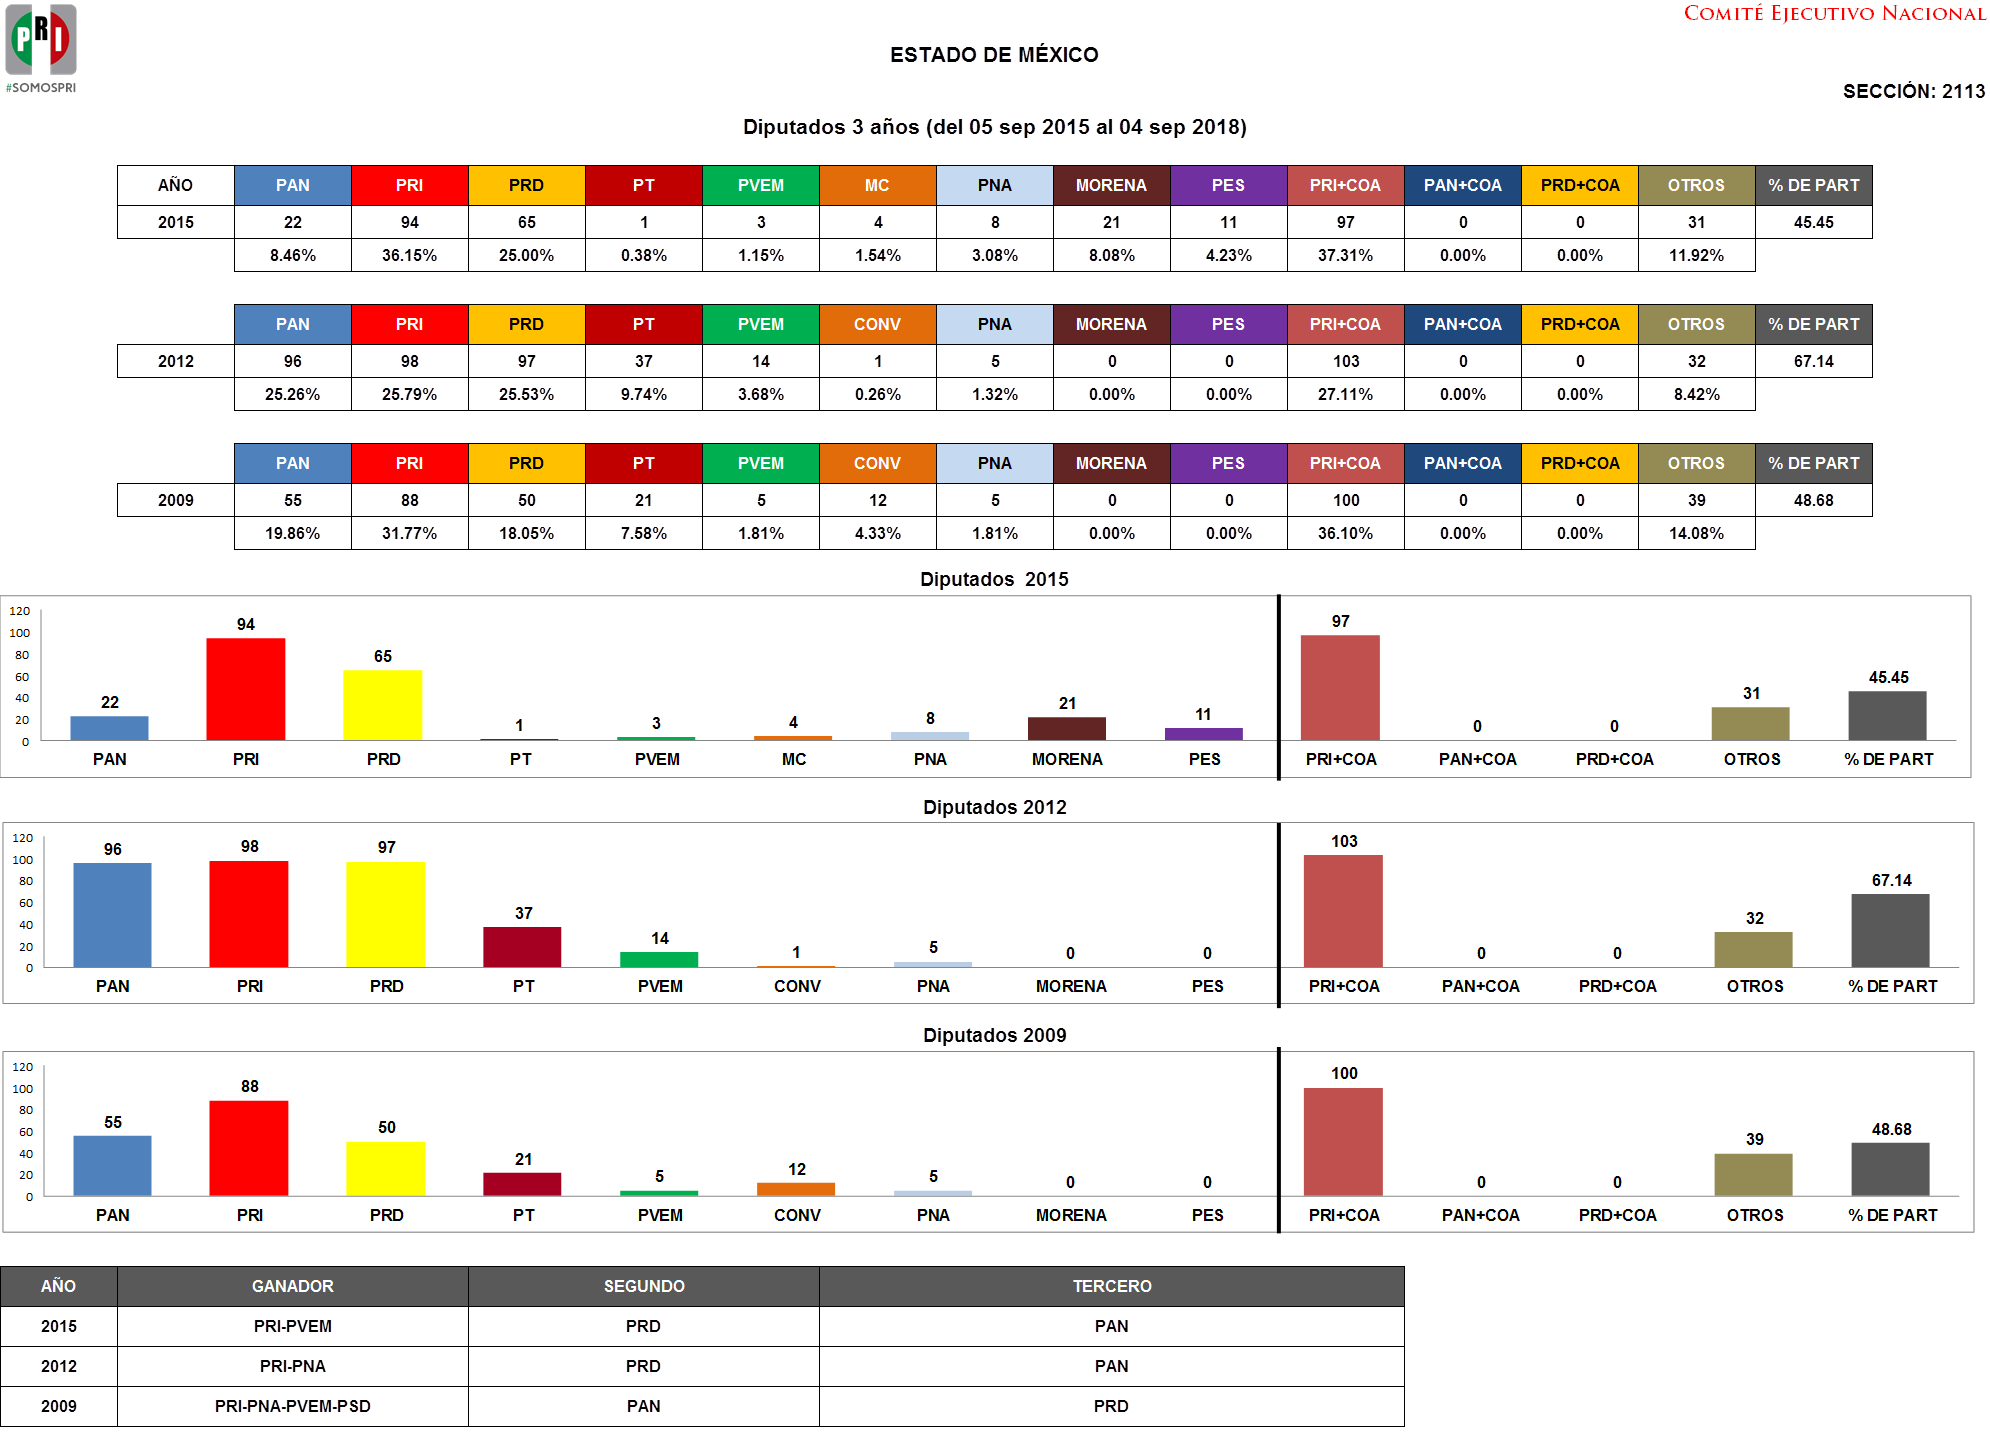 PRI
#SOMOSPRI
COMITÉ EJECUTIVO NACIONAL
ESTADO DE MÉXICO
SECCIÓN: 2113
Diputados 3 años (del 05 sep 2015 al 04 sep 2018)
AÑO PAN PRI PRD PT PVEM MC PNA MORENA PES PRI+COA PAN+COA PRD+COA OTROS % DE PART
2015 22 94 65 1 3 4 8 21 11 97 0 0 31 45.45
8.46% 36.15% 25.00% 0.38% 1.15% 1.54% 3.08% 8.08% 4.23% 37.31% 0.00% 0.00% 11.92%
PAN PRI PRD PT PVEM CONV PNA MORENA PES PRI+COA PAN+COA PRD+COA OTROS % DE PART
2012 96 98 97 37 14 1 5 0 0 103 0 0 32 67.14
25.26% 25.79% 25.53% 9.74% 3.68% 0.26% 1.32% 0.00% 0.00% 27.11% 0.00% 0.00% 8.42%
PAN PRI PRD PT PVEM CONV PNA MORENA PES PRI+COA PAN+COA PRD+COA OTROS % DE PART
2009 55 88 50 21 5 12 5 0 0 100 0 0 39 48.68
19.86% 31.77% 18.05% 7.58% 1.81% 4.33% 1.81% 0.00% 0.00% 36.10% 0.00% 0.00% 14.08%
Diputados 2015
120
100
80
60
40
20
0
22 94 65 1 3 4 8 21 11 97 0 0 31 45.45
PAN PRI PRD PT PVEM MC PNA MORENA PES PRI+COA PAN+COA PRD+COA OTROS % DE PART
Diputados 2012
120
100
80
60
40
20
0
96 98 97 37 14 1 5 0 0 103 0 0 32 67.14
PAN PRI PRD PT PVEM CONV PNA MORENA PES PRI+COA PAN+COA PRD+COA OTROS % DE PART
Diputados 2009
120
100
80
60
40
20
0
55 88 50 21 5 12 5 0 0 100 0 0 39 48.68
PAN PRI PRD PT PVEM CONV PNA MORENA PES PRI+COA PAN+COA PRD+COA OTROS % DE PART
AÑO GANADOR SEGUNDO TERCERO
2015 PRI-PVEM PRD PAN
2012 PRI-PNA PRD PAN
2009 PRI-PNA-PVEM-PSD PAN PRD